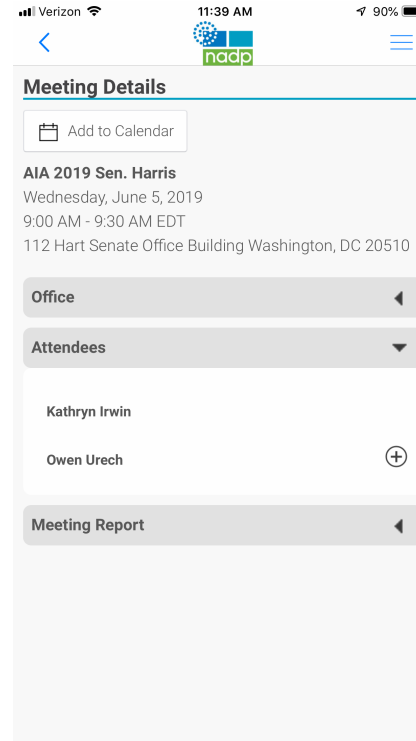 Verizon 11:39 AM 90%
nadp
Meeting Details
Add to Calendar
AIA 2019 Sen. Harris
Wednesday, June 5, 2019
9:00 AM - 9:30 AM EDT
112 Hart Senate Office Building Washington, DC 20510
Office
Attendees
Kathryn Irwin
Owen Urech
Meeting Report